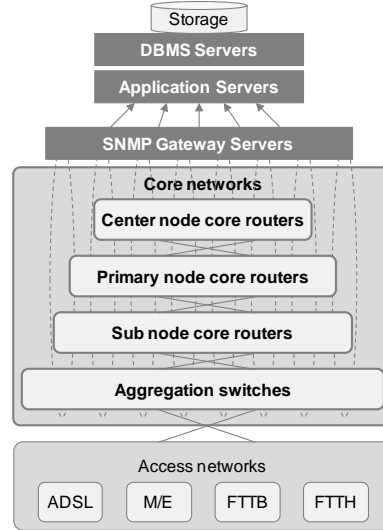 Storage
DBMS Servers
Application Servers
SNMP Gateway Servers
Core networks
Center node core routers
Primary node core routers
Sub node core routers
Aggregation switches
Access networks
ADSL
M/E
FTTB
FTTH